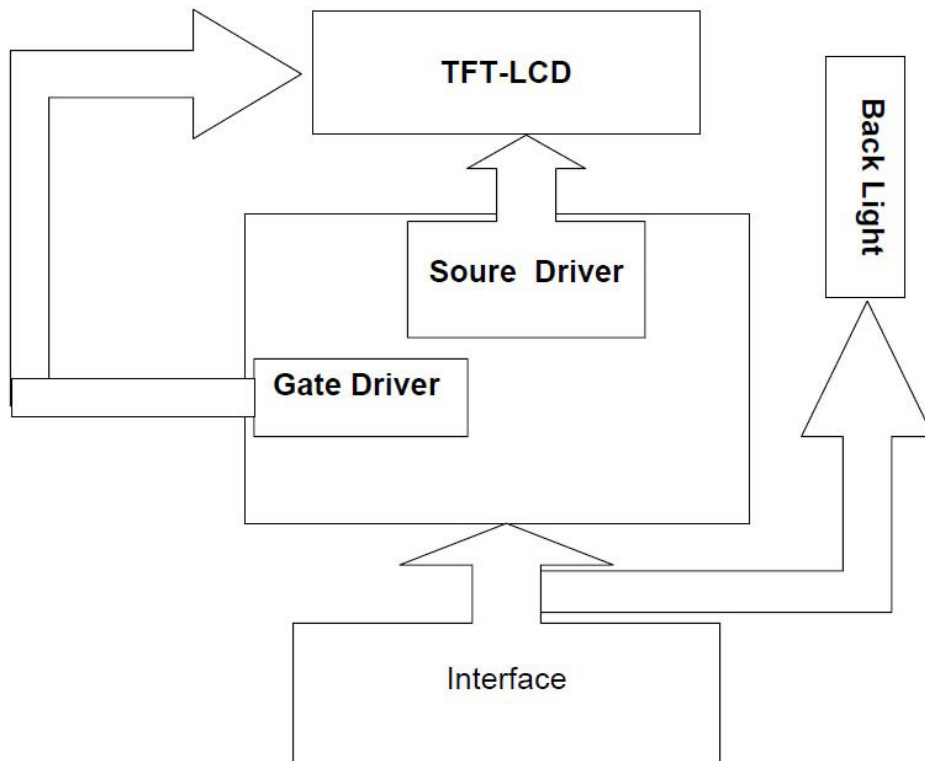 TFT-LCD
Back Light
Soure Driver
Gate Driver
Interface